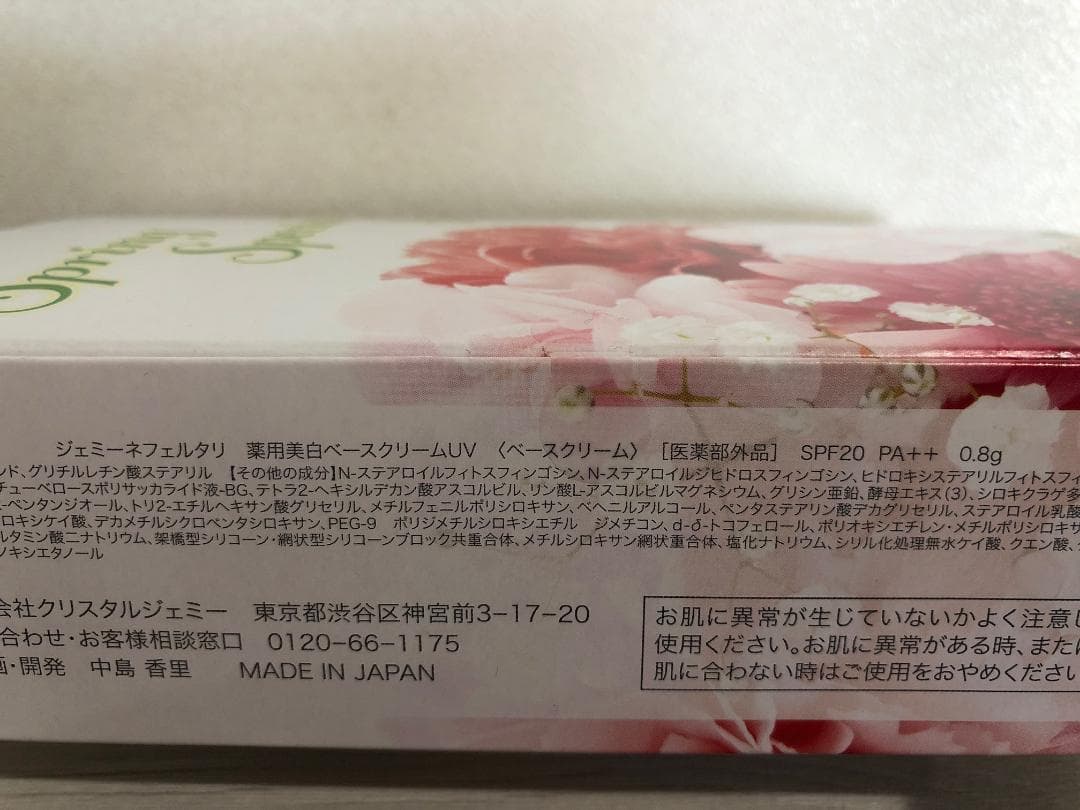 Spring
ジェミーネフェルタリ 薬用美白ベースクリームUV 〈ベースクリーム〉 [医薬部外品] SPF20 PA++ 0.8g
ンド、グリチルレチン酸ステアリル 【その他の成分】N-ステアロイルフィトスフィンゴシン、N-ステアロイルジヒドロスフィンゴシン、ヒドロキシステアリルフィトスフィ
チューベロースポリサッカライド液-BG、テトラ2-ヘキシルデカン酸アスコルビル、リン酸L-アスコルビルマグネシウム、グリシン亜鉛、酵母エキス(3)、シロキクラゲ多
-ペンタンジオール、トリ2-エチルヘキサン酸グリセリル、メチルフェニルポリシロキサン、ベヘニルアルコール、ペンタステアリン酸デカグリセリル、ステアロイル乳酸
ロキシケイ酸、デカメチルシクロペンタシロキサン、PEG-9 ポリジメチルシロキシエチル ジメチコン、d-δ-トコフェロール、ポリオキシエチレン・メチルポリシロキサ
ルタミン酸二ナトリウム、架橋型シリコーン・網状型シリコーンブロック共重合体、メチルシロキサン網状重合体、塩化ナトリウム、シリル化処理無水ケイ酸、クエン酸、
ノキシエタノール
会社クリスタルジェミー 東京都渋谷区神宮前3-17-20
合わせ・お客様相談窓口 0120-66-1175
画・開発 中島 香里 MADE IN JAPAN
お肌に異常が生じていないかよく注意し
使用ください。お肌に異常がある時、または
肌に合わない時はご使用をおやめください